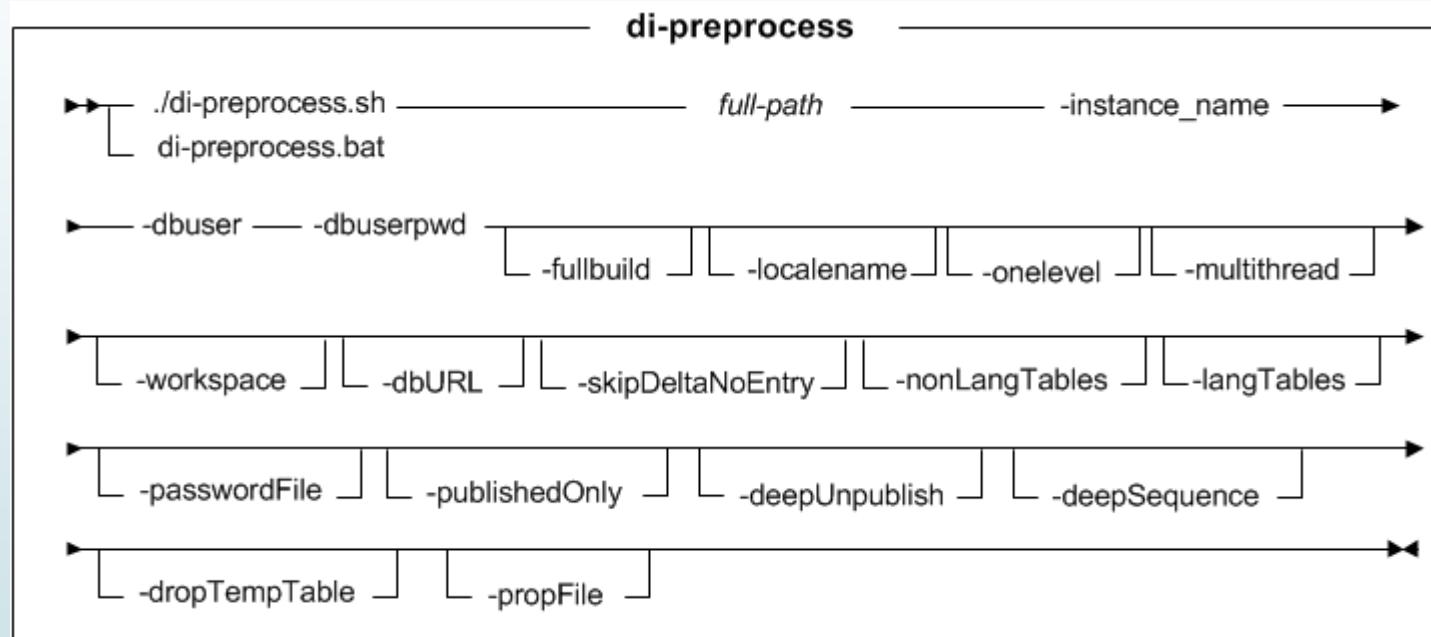 di-preprocess
./di-preprocess.sh full-path -instance_name
di-preprocess.bat
-dbuser -dbuserpwd
-fullbuild -localename -onelevel -multithread
-workspace -dbURL -skipDeltaNoEntry -nonLangTables -langTables
-passwordFile -publishedOnly -deepUnpublish -deepSequence
-dropTempTable -propFile